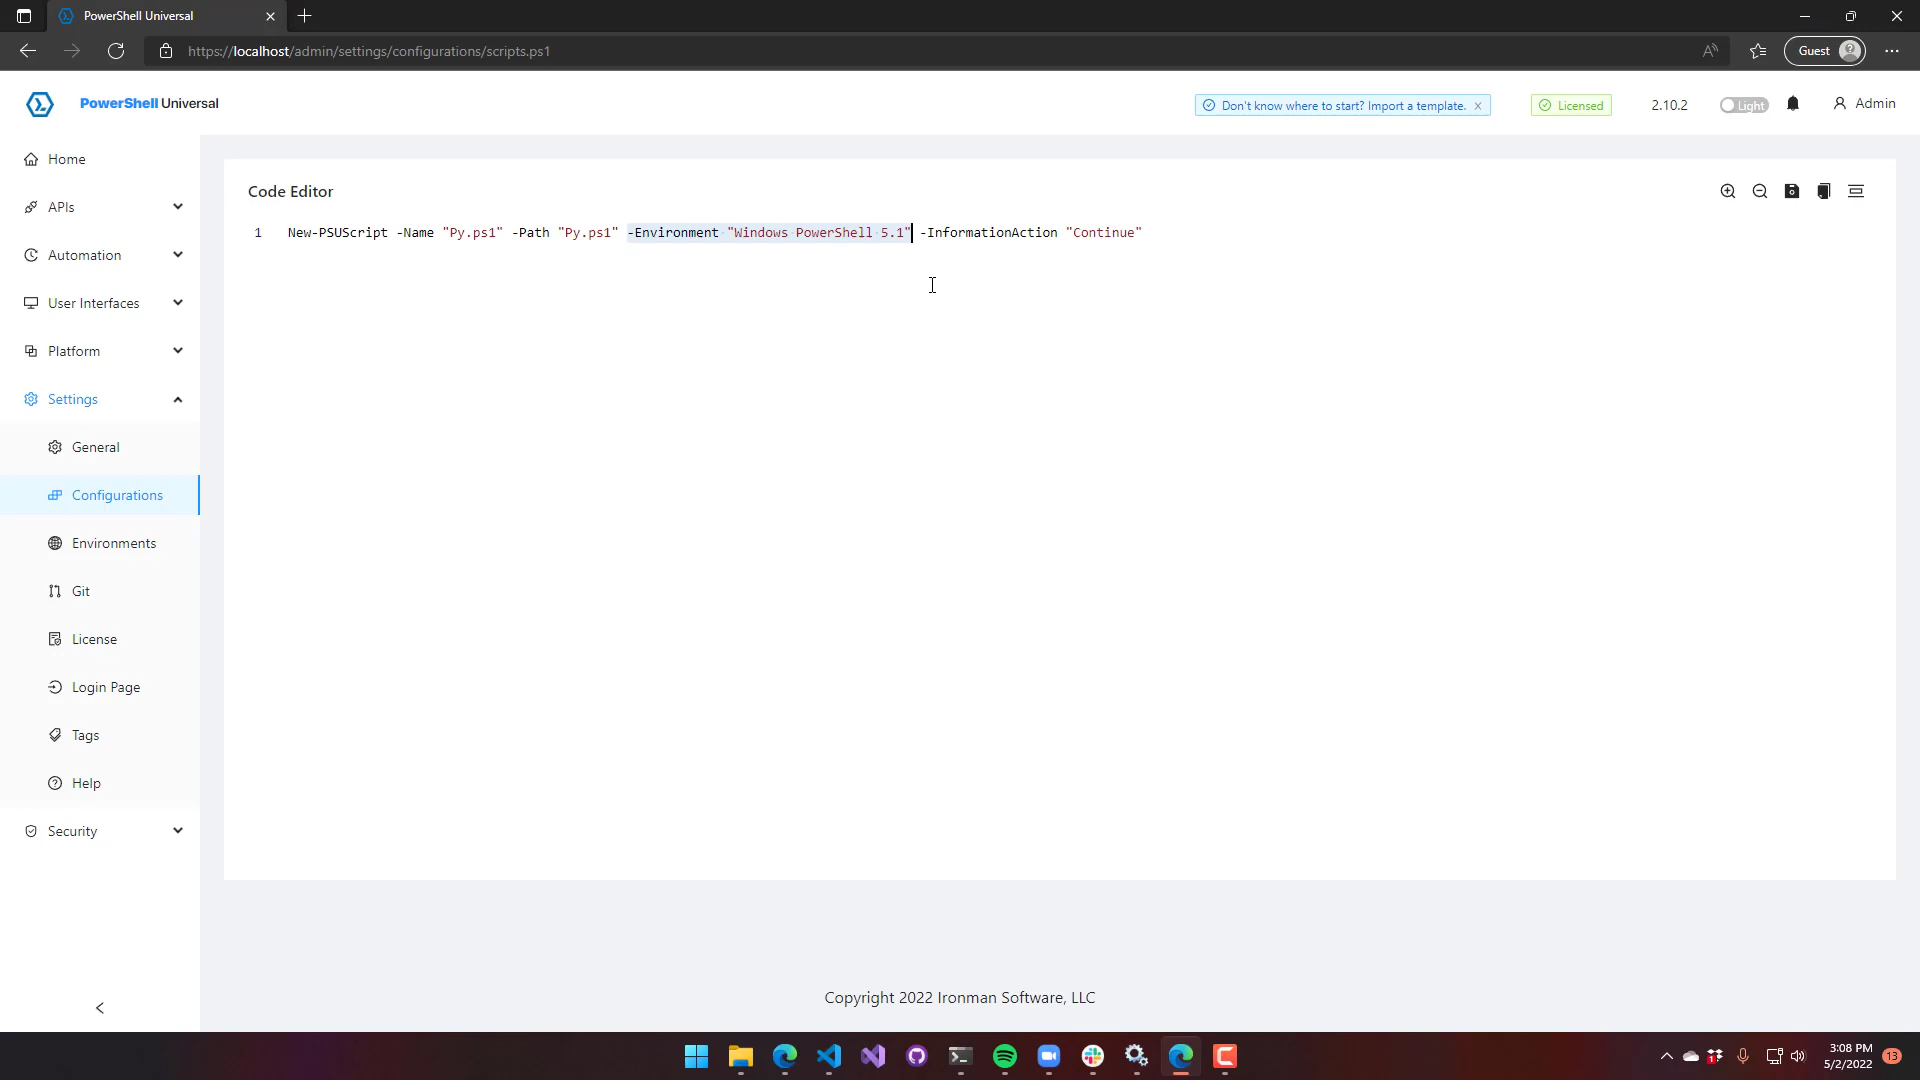 PowerShell Universal
https://localhost/admin/settings/configurations/scripts.ps1
Guest
PowerShell Universal
Don't know where to start? Import a template.
Licensed
2.10.2
Light
Admin
Home
APIs
Automation
User Interfaces
Platform
Settings
General
Configurations
Environments
Git
License
Login Page
Tags
Help
Security
Code Editor
1 New-PSUScript -Name "Py.ps1" -Path "Py.ps1" -Environment "Windows PowerShell 5.1" -InformationAction "Continue"
Copyright 2022 Ironman Software, LLC
3:08 PM
5/2/2022
13